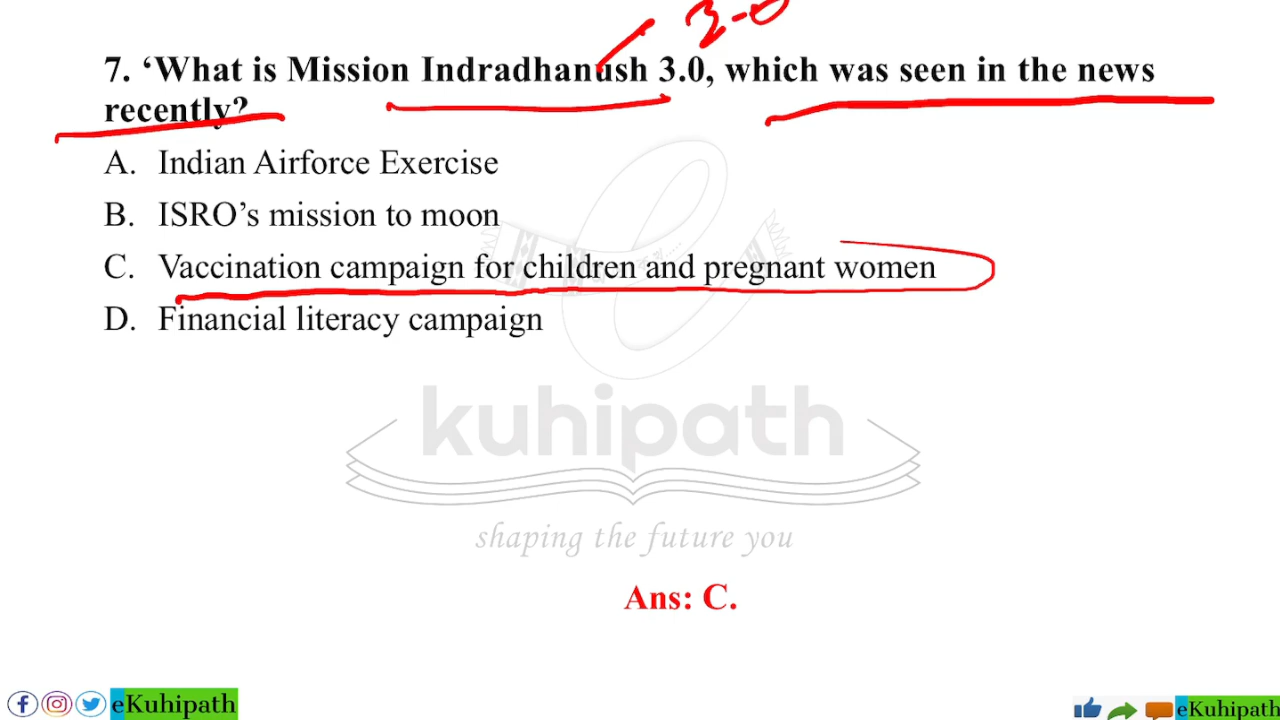 3.0
7. ‘What is Mission Indradhanush 3.0, which was seen in the news
recently?
A. Indian Airforce Exercise
B. ISRO’s mission to moon
C. Vaccination campaign for children and pregnant women
D. Financial literacy campaign
kuhipath
shaping the future you
Ans: C.
eKuhipath
eKuhipath